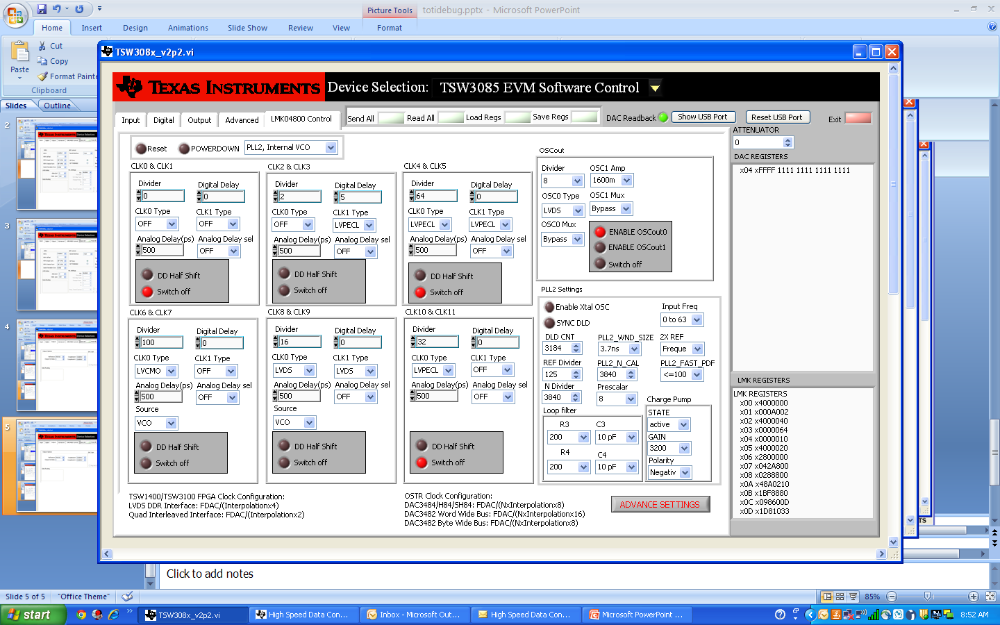 Picture Tools
totidebug.pptx - Microsoft PowerPoint
Home
Insert
Design
Animations
Slide Show
Review
View
Format
Paste
Cut
Copy
Format Painte
Clipboard
Slides
Outline
2
3
4
5
TSW308x_v2p2.vi
TEXAS INSTRUMENTS
Device Selection:
TSW3085 EVM Software Control
Input
Digital
Output
Advanced
LMK04800 Control
Send All
Read All
Load Regs
Save Regs
DAC Readback
Show USB Port
Reset USB Port
Exit
Reset
POWERDOWN
PLL2, Internal VCO
CLK0 & CLK1
Divider
Digital Delay
0
0
CLK0 Type
CLK1 Type
OFF
OFF
Analog Delay(ps)
Analog Delay sel
500
OFF
DD Half Shift
Switch off
CLK2 & CLK3
Divider
Digital Delay
2
5
CLK0 Type
CLK1 Type
OFF
LVPECL
Analog Delay(ps)
Analog Delay sel
500
OFF
DD Half Shift
Switch off
CLK4 & CLK5
Divider
Digital Delay
64
0
CLK0 Type
CLK1 Type
LVPECL
LVPECL
Analog Delay(ps)
Analog Delay sel
500
OFF
DD Half Shift
Switch off
CLK6 & CLK7
Divider
Digital Delay
100
0
CLK0 Type
CLK1 Type
LVCMO
OFF
Analog Delay(ps)
Analog Delay sel
500
OFF
Source
VCO
DD Half Shift
Switch off
CLK8 & CLK9
Divider
Digital Delay
16
0
CLK0 Type
CLK1 Type
LVDS
LVDS
Analog Delay(ps)
Analog Delay sel
500
OFF
Source
VCO
DD Half Shift
Switch off
CLK10 & CLK11
Divider
Digital Delay
32
0
CLK0 Type
CLK1 Type
LVPECL
OFF
Analog Delay(ps)
Analog Delay sel
500
OFF
DD Half Shift
Switch off
OSCout
Divider
OSC1 Amp
8
1600m
OSC0 Type
OSC1 Mux
LVDS
Bypass
OSC0 Mux
Bypass
ENABLE OSCout0
ENABLE OSCout1
Switch off
PLL2 Settings
Enable Xtal OSC
SYNC DLD
Input Freq
0 to 63
DLD CNT
PLL2_WND_SIZE
2X REF
3184
3.7ns
Freque
REF Divider
PLL2_N_CAL
PLL2_FAST_PDF
125
3840
<=100
N Divider
Prescalar
3840
8
Loop filter
R3
C3
200
10 pF
R4
C4
200
10 pF
Charge Pump
STATE
active
GAIN
3200
Polarity
Negativ
TSW1400/TSW3100 FPGA Clock Configuration:
LVDS DDR Interface: FDAC/(Interpolationx4)
Quad Interleaved Interface: FDAC/(Interpolationx2)
OSTR Clock Configuration:
DAC3484/H84/SH84: FDAC/(NxInterpolationx8)
DAC3482 Word Wide Bus: FDAC/(NxInterpolationx16)
DAC3482 Byte Wide Bus: FDAC/(NxInterpolationx8)
ADVANCE SETTINGS
ATTENUATOR
0
DAC REGISTERS
x04 xFFFF 1111 1111 1111 1111
LMK REGISTERS
LMK REGISTERS
x00 x4000000
x01 x000A002
x02 x4000040
x03 x0000064
x04 x0000010
x05 x4000020
x06 x2800000
x07 x042A800
x08 x0288800
x0A x48A0210
x0B x1BF8880
x0C x098600D
x0D x1D81033
TS
Click to add notes
Slide 5 of 5
"Office Theme"
85%
start
TSW308x_v2p2.vi
High Speed Data Con...
Inbox - Microsoft Out...
High Speed Data Con...
Microsoft PowerPoint ...
8:52 AM